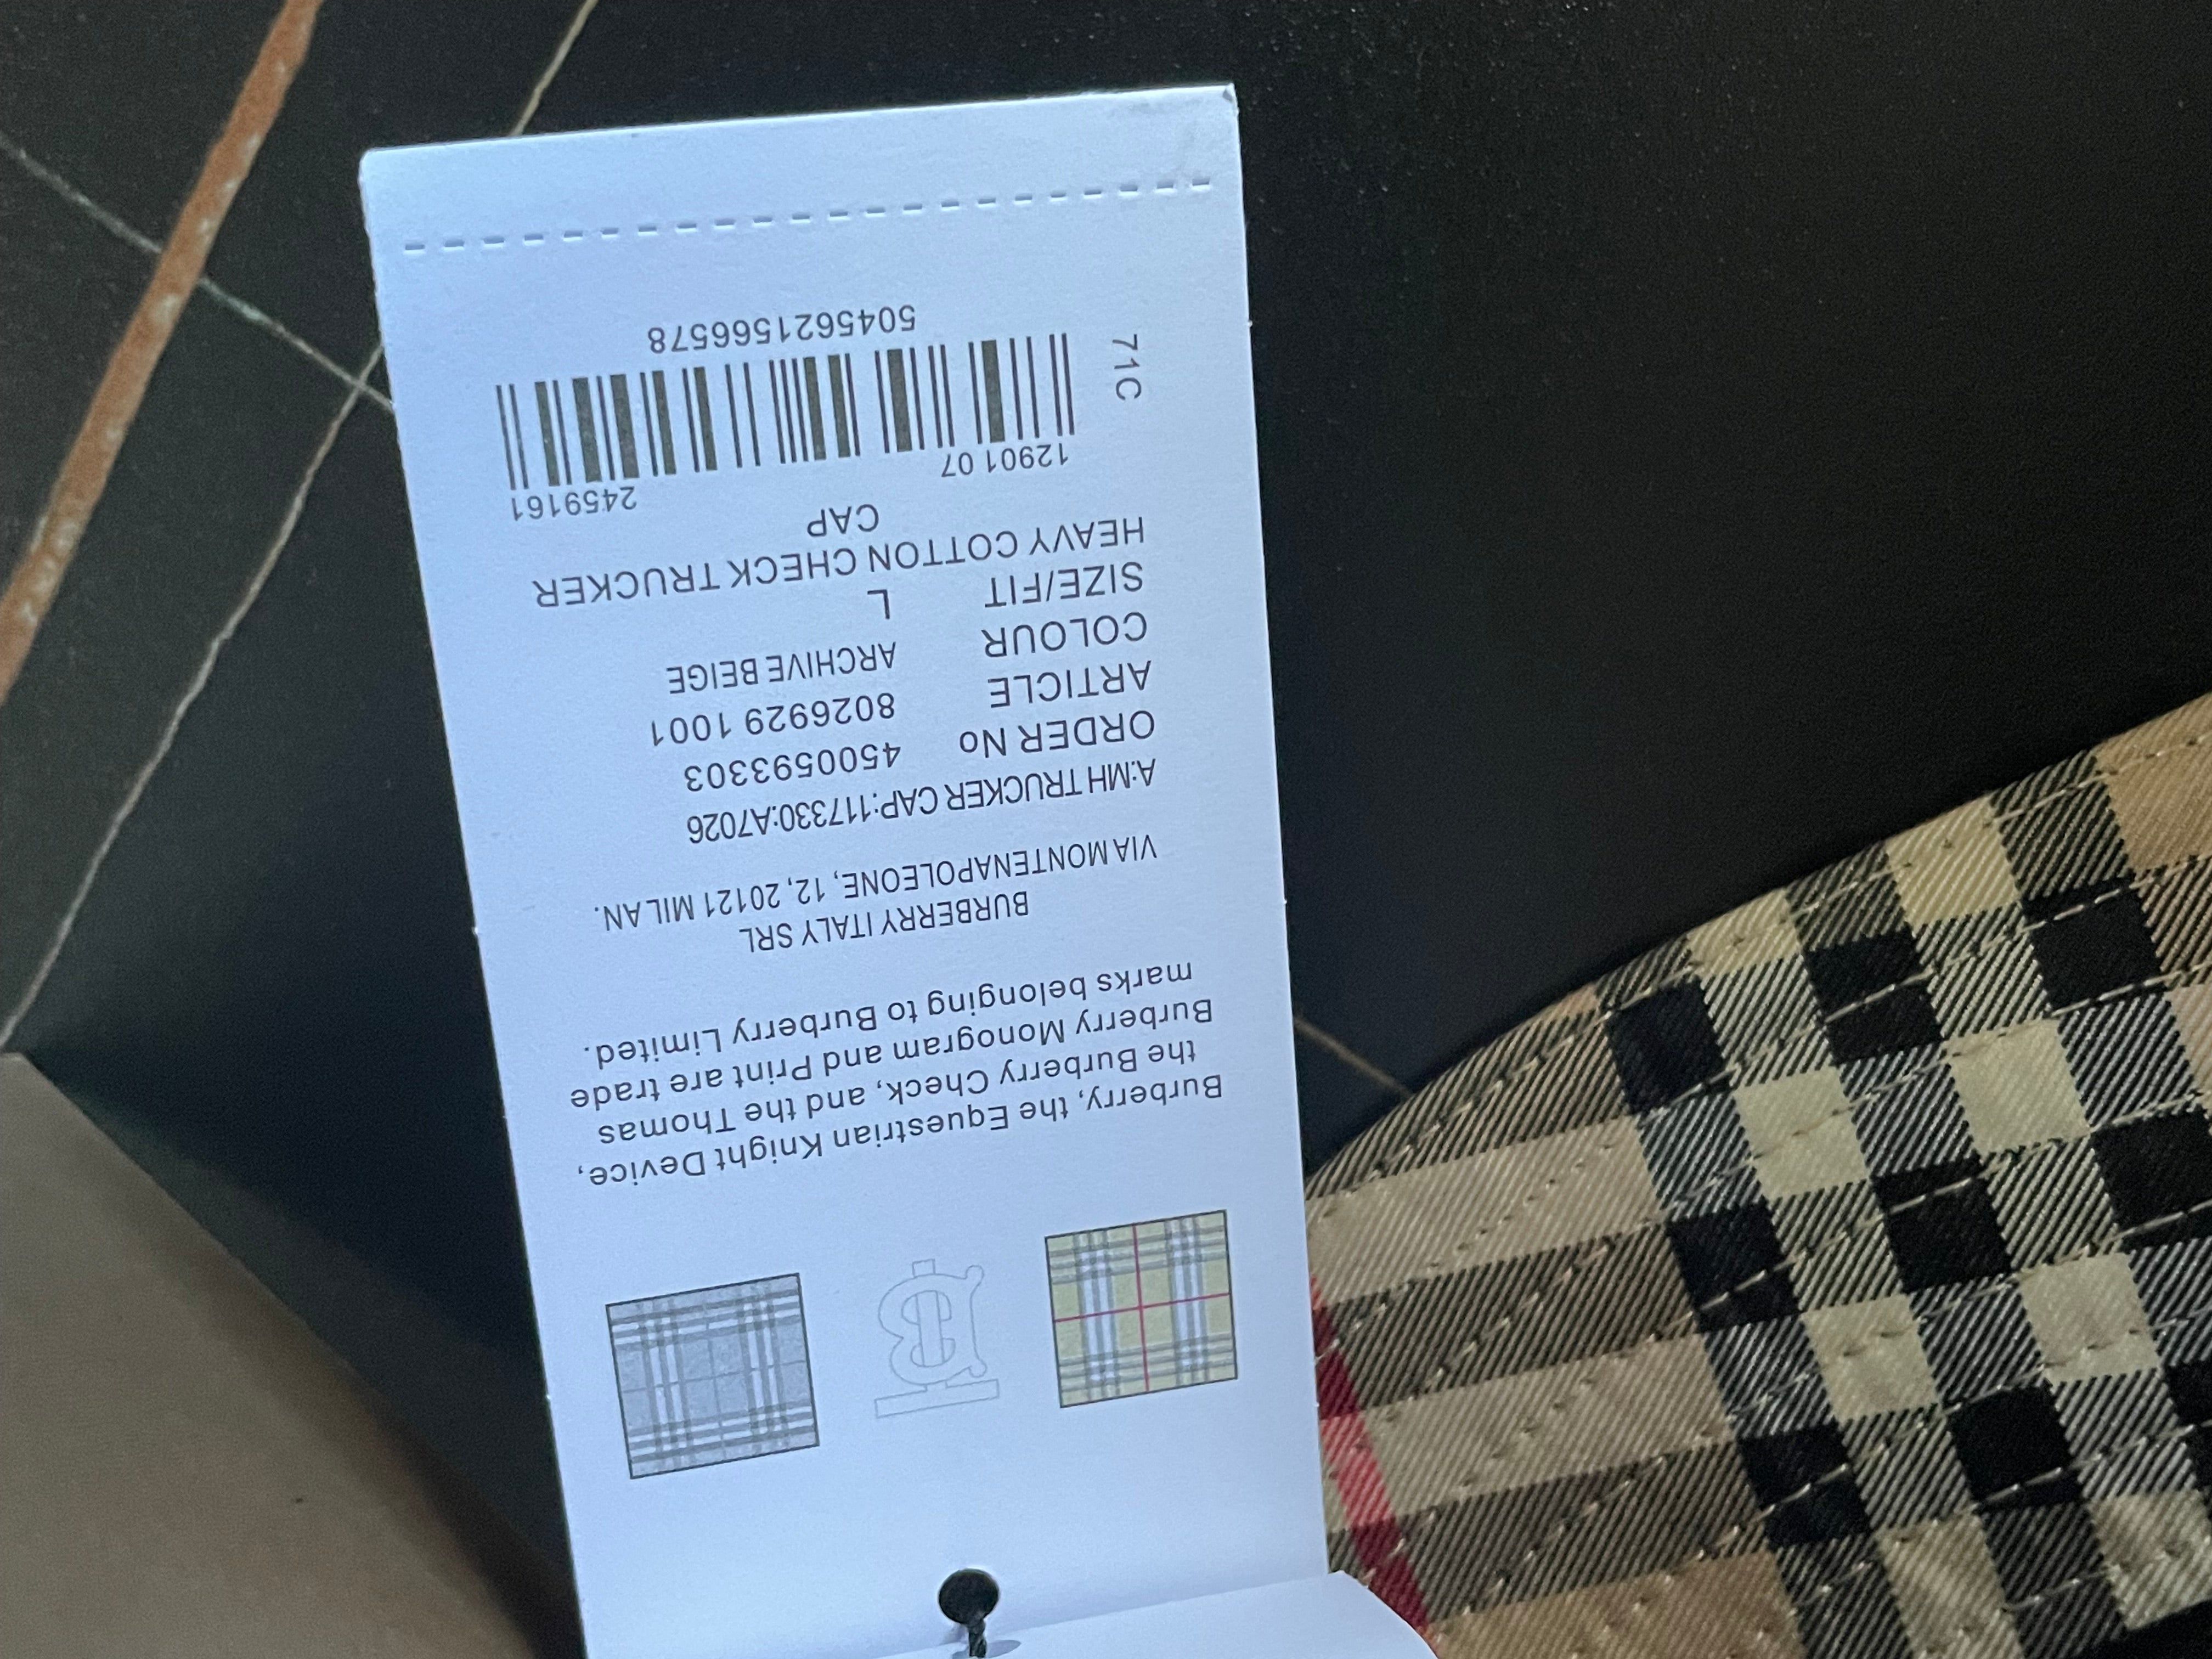 Burberry, the Equestrian Knight Device,
the Burberry Check, and the Thomas
Burberry Monogram and Print are trade
marks belonging to Burberry Limited.
BURBERRY ITALY SRL
VIA MONTENAPOLEONE, 12, 20121 MILAN.
A:MH TRUCKER CAP:117330:A7026
ORDER No 4500593303
ARTICLE 8026929 1001
COLOUR ARCHIVE BEIGE
SIZE/FIT L
HEAVY COTTON CHECK TRUCKER
CAP
1290107 2459161
71C
5045621566578